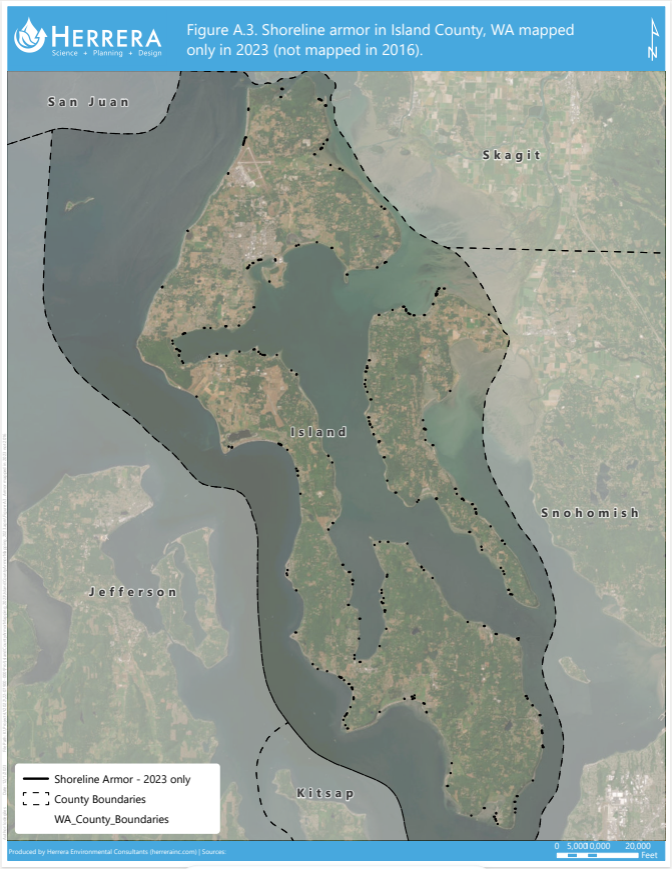 HERRERA
Science + Planning + Design
Figure A.3. Shoreline armor in Island County, WA mapped
only in 2023 (not mapped in 2016).
San Juan
Skagit
Island
Snohomish
Jefferson
Kitsap
Shoreline Armor - 2023 only
County Boundaries
WA_County_Boundaries
Produced by Herrera Environmental Consultants (herrerainc.com) | Sources:
0 5,000 10,000 20,000
Feet